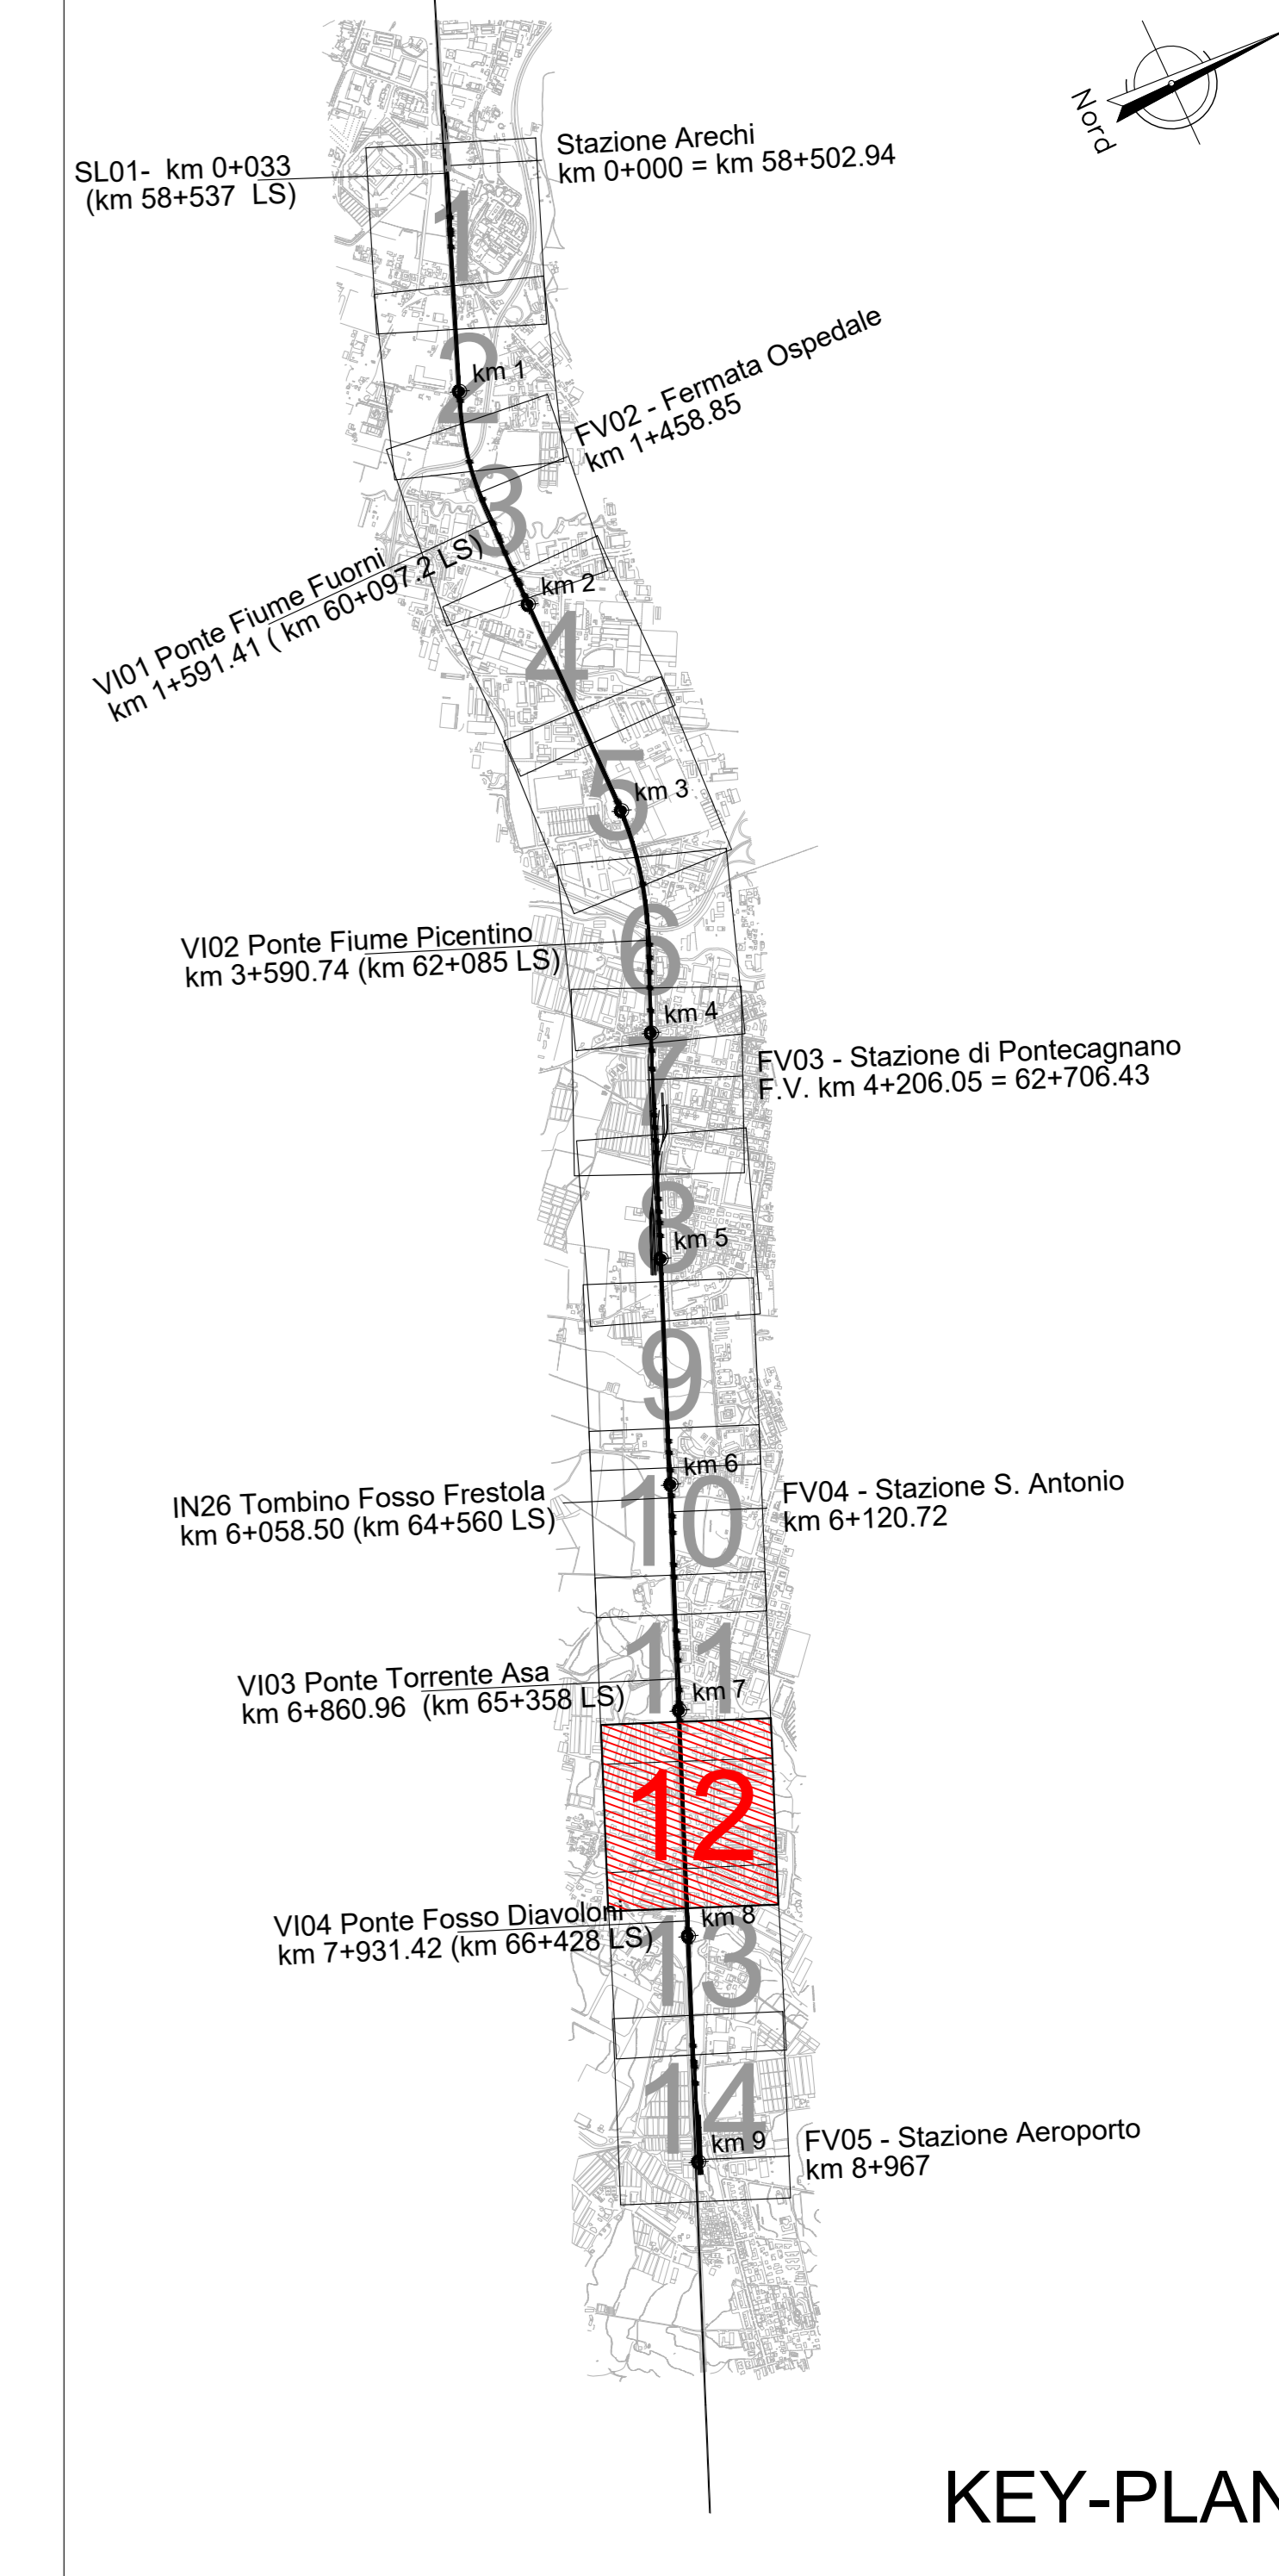 Nord
Stazione Arechi
km 0+000 = km 58+502.94
SL01- km 0+033
(km 58+537 LS)
1
2
km 1
FV02 - Fermata Ospedale
km 1+458.85
3
VI01 Ponte Fiume Fuorni
km 1+591.41 ( km 60+097.2 LS)
km 2
4
5
km 3
VI02 Ponte Fiume Picentino
km 3+590.74 (km 62+085 LS)
6
km 4
7
FV03 - Stazione di Pontecagnano
F.V. km 4+206.05 = 62+706.43
8
km 5
9
km 6
IN26 Tombino Fosso Frestola
km 6+058.50 (km 64+560 LS)
10
FV04 - Stazione S. Antonio
km 6+120.72
11
VI03 Ponte Torrente Asa
km 6+860.96 (km 65+358 LS)
km 7
12
VI04 Ponte Fosso Diavoloni
km 7+931.42 (km 66+428 LS)
km 8
13
14
km 9
FV05 - Stazione Aeroporto
km 8+967
KEY-PLAN